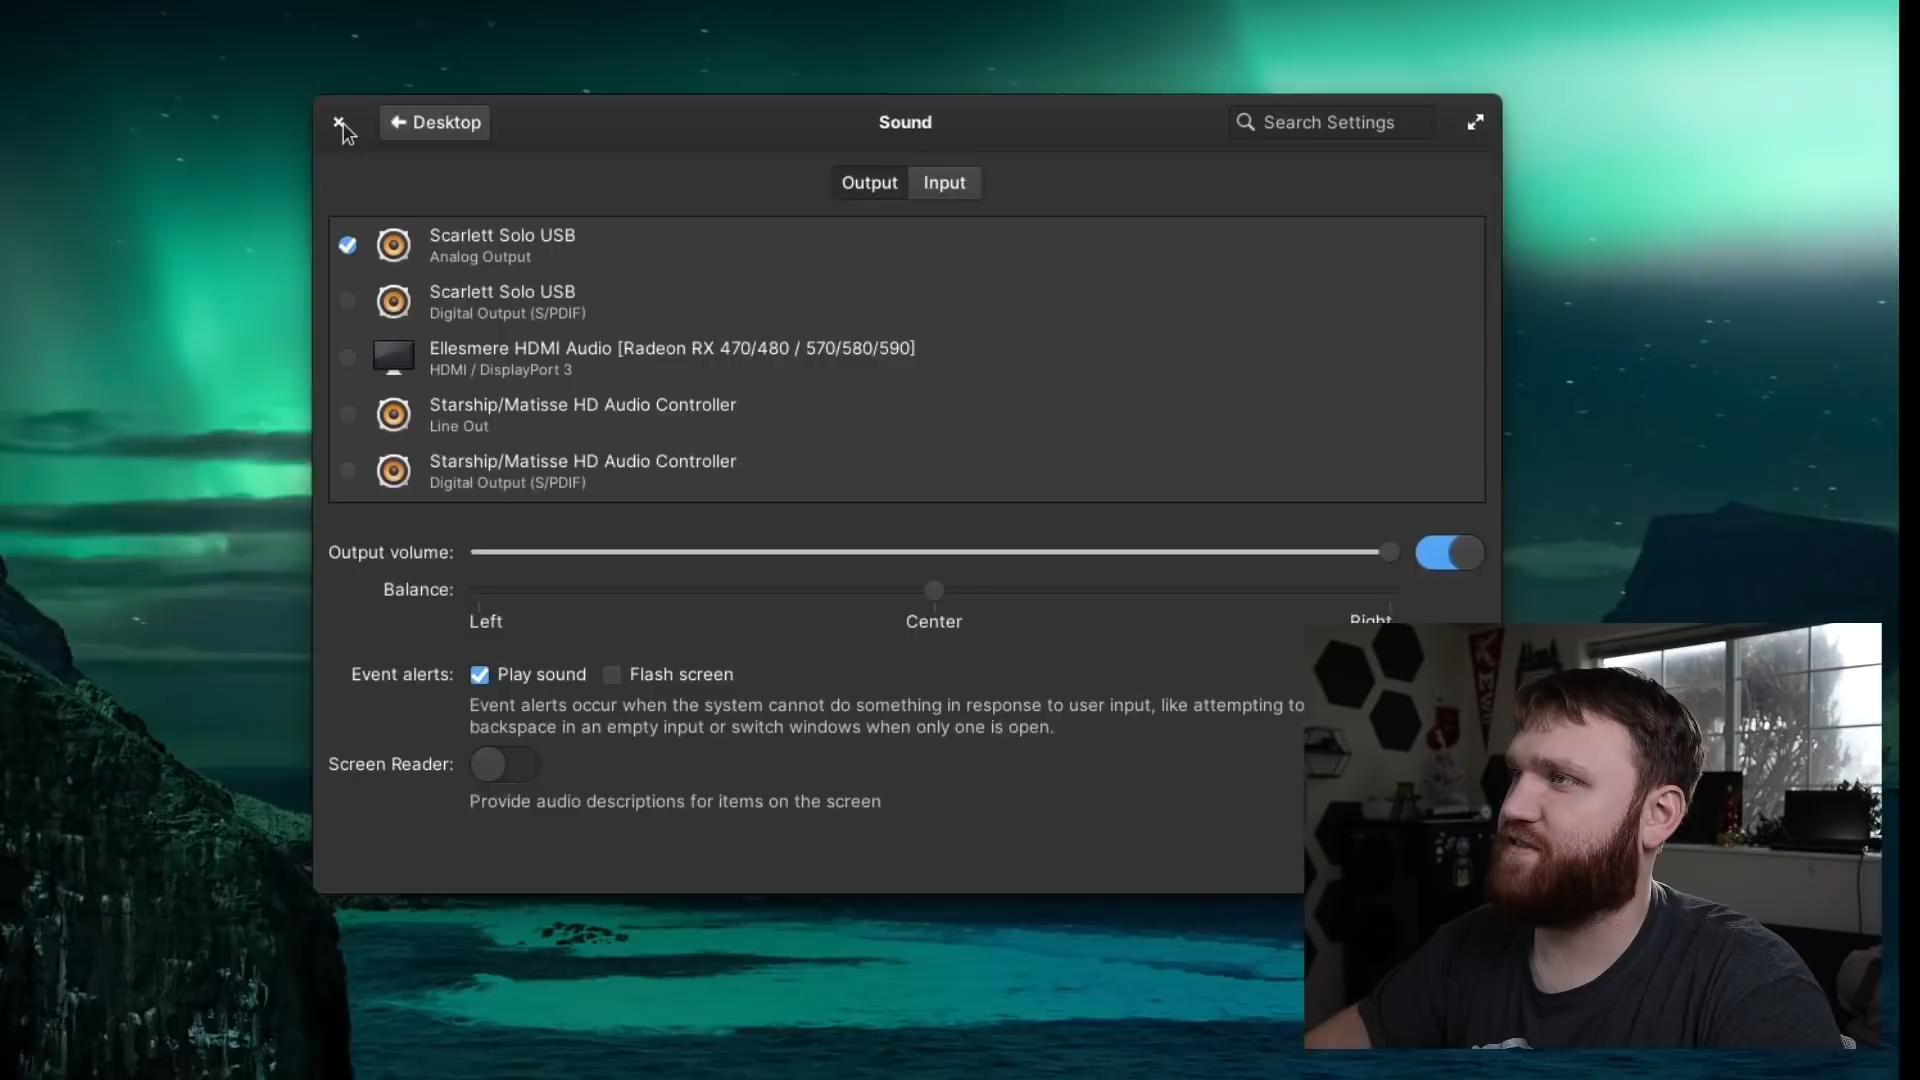 Desktop
Sound
Search Settings
Output
Input
Scarlett Solo USB
Analog Output
Scarlett Solo USB
Digital Output (S/PDIF)
Ellesmere HDMI Audio [Radeon RX 470/480 / 570/580/590]
HDMI / DisplayPort 3
Starship/Matisse HD Audio Controller
Line Out
Starship/Matisse HD Audio Controller
Digital Output (S/PDIF)
Output volume:
Balance:
Left
Center
Right
Event alerts:
Play sound
Flash screen
Event alerts occur when the system cannot do something in response to user input, like attempting to
backspace in an empty input or switch windows when only one is open.
Screen Reader:
Provide audio descriptions for items on the screen